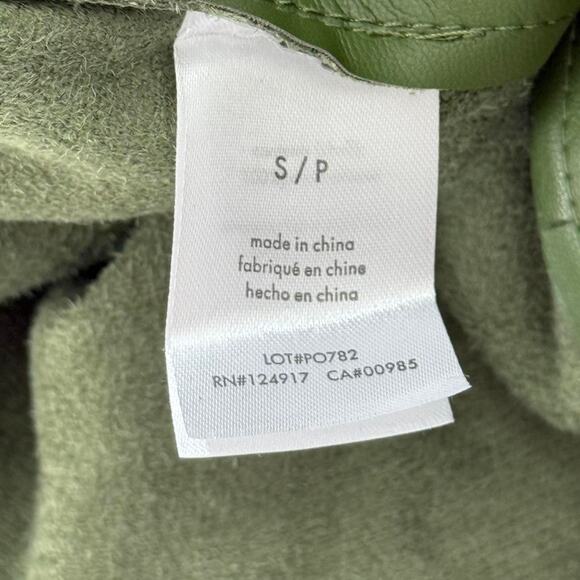 S / P
made in china
fabriqué en chine
hecho en china
LOT#PO782
RN#124917 CA#00985